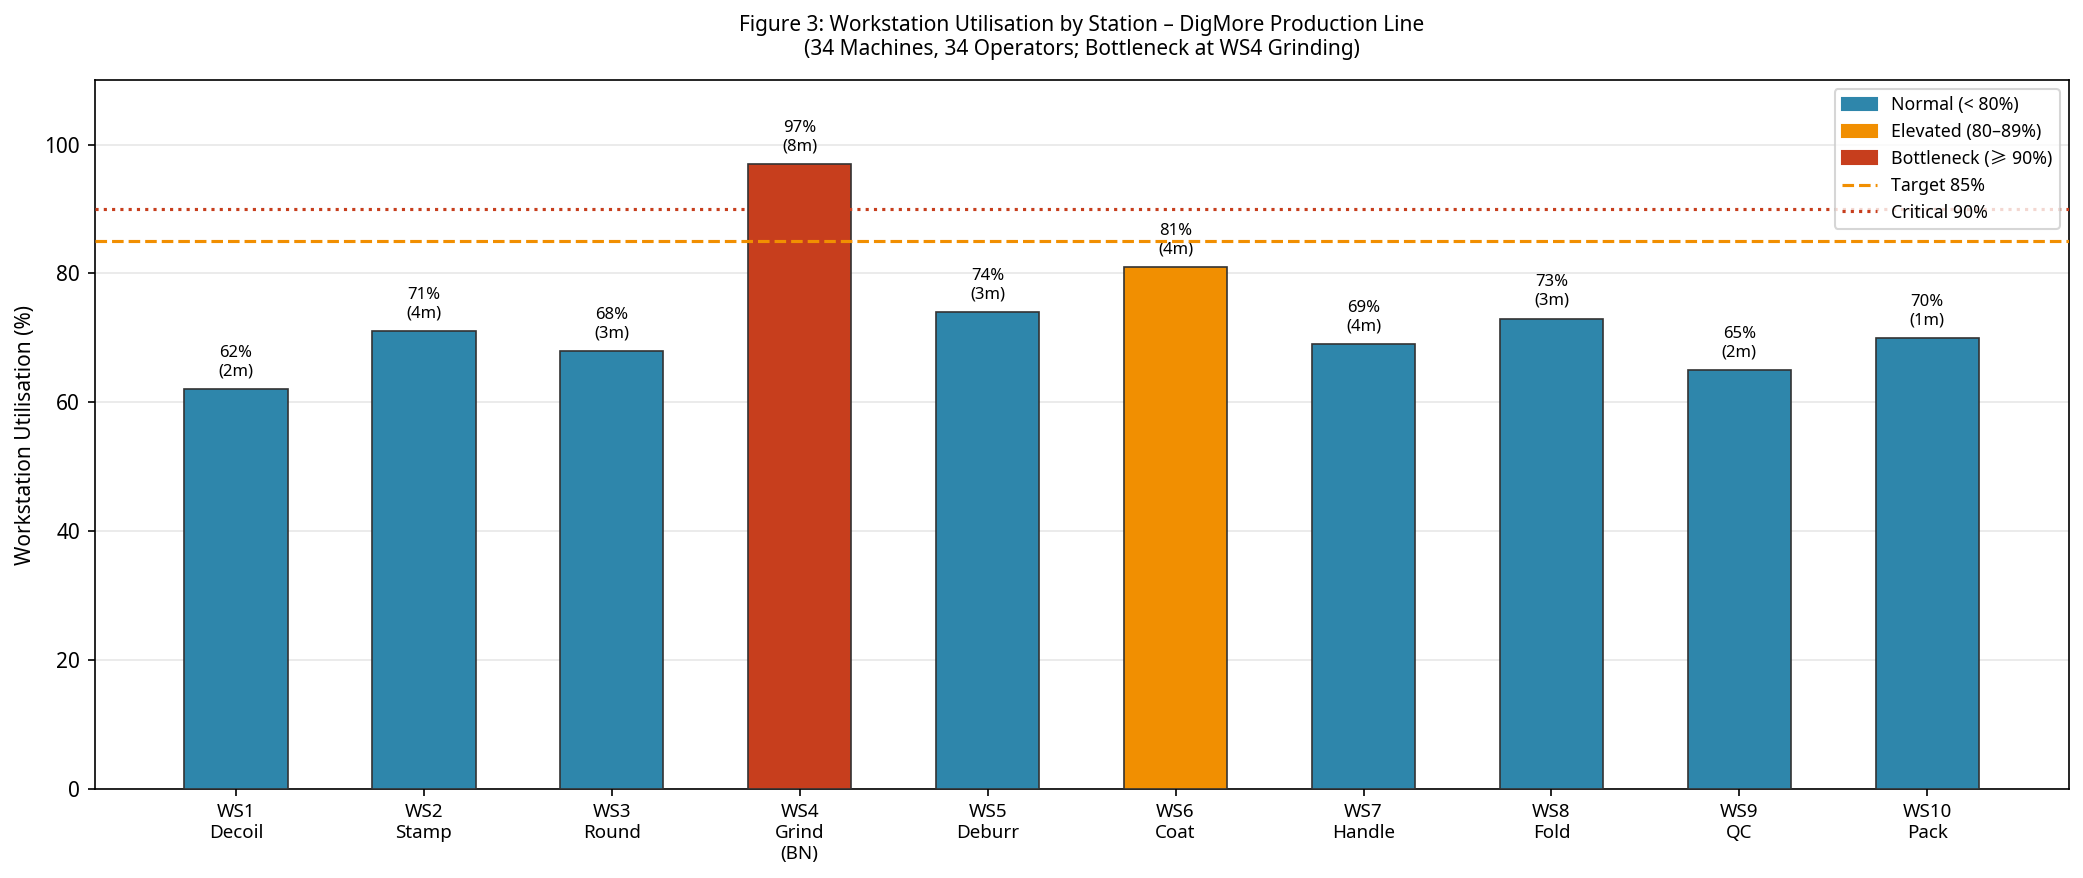 Figure 3: Workstation Utilisation by Station – DigMore Production Line
(34 Machines, 34 Operators; Bottleneck at WS4 Grinding)
Normal (< 80%)
Elevated (80–89%)
Bottleneck (⩾ 90%)
Target 85%
Critical 90%
Workstation Utilisation (%)
100
80
60
40
20
0
62%
(2m)
71%
(4m)
68%
(3m)
97%
(8m)
74%
(3m)
81%
(4m)
69%
(4m)
73%
(3m)
65%
(2m)
70%
(1m)
WS1
Decoil
WS2
Stamp
WS3
Round
WS4
Grind
(BN)
WS5
Deburr
WS6
Coat
WS7
Handle
WS8
Fold
WS9
QC
WS10
Pack